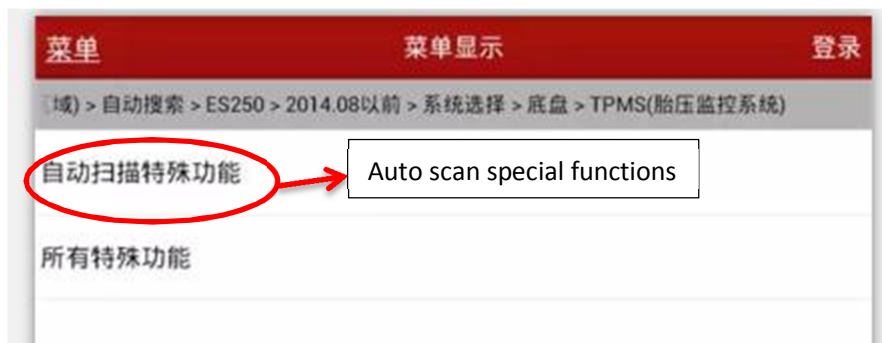 菜单 菜单显示 登录
域) > 自动搜索 > ES250 > 2014.08以前 > 系统选择 > 底盘 > TPMS(胎压监控系统)
自动扫描特殊功能 Auto scan special functions
所有特殊功能